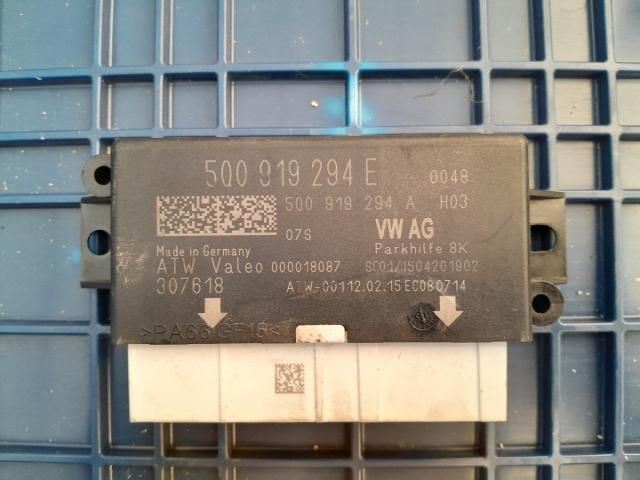 5Q0 919 294 E 0048
5Q0 919 294 A H03
07S VW AG
Made in Germany Parkhilfe 8K
ATW Valeo 000018087 SC01/1504201902
307618 ATW-00112.02.15 EC080714
>PA66 GF15<